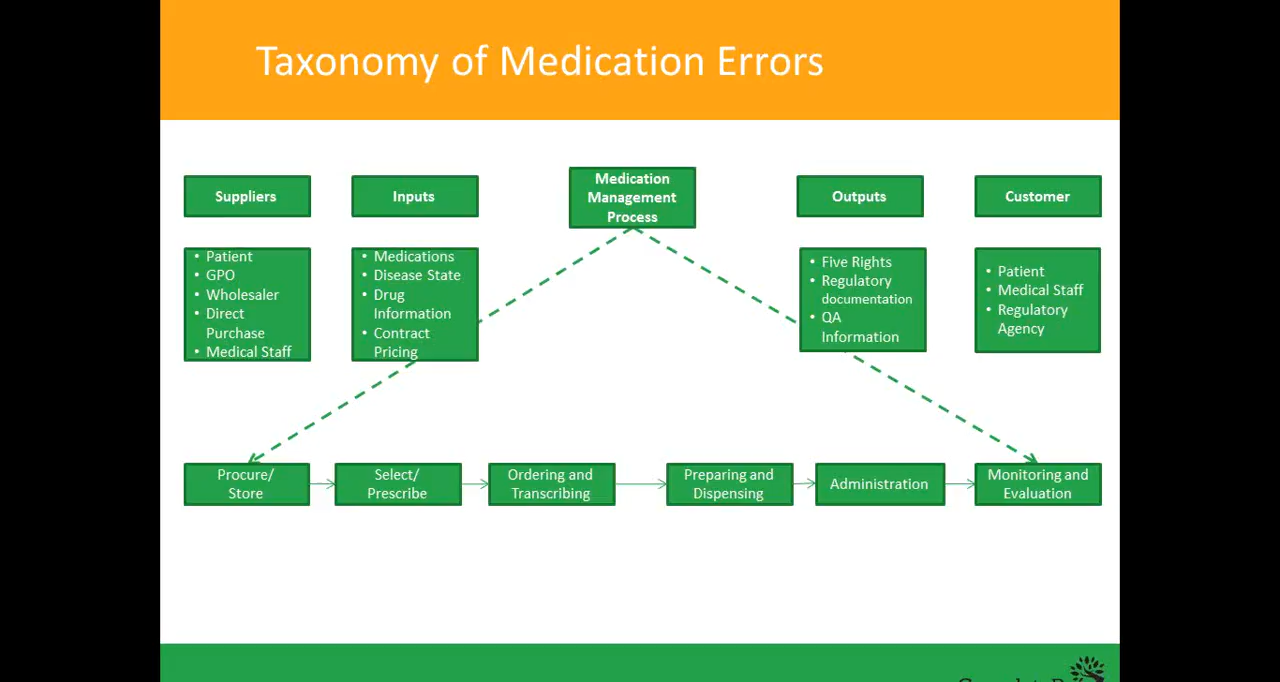 Taxonomy of Medication Errors
Suppliers
Inputs
Medication
Management
Process
Outputs
Customer
• Patient
• GPO
• Wholesaler
• Direct
Purchase
• Medical Staff
• Medications
• Disease State
• Drug
Information
• Contract
Pricing
• Five Rights
• Regulatory
documentation
• QA
Information
• Patient
• Medical Staff
• Regulatory
Agency
Procure/
Store
Select/
Prescribe
Ordering and
Transcribing
Preparing and
Dispensing
Administration
Monitoring and
Evaluation